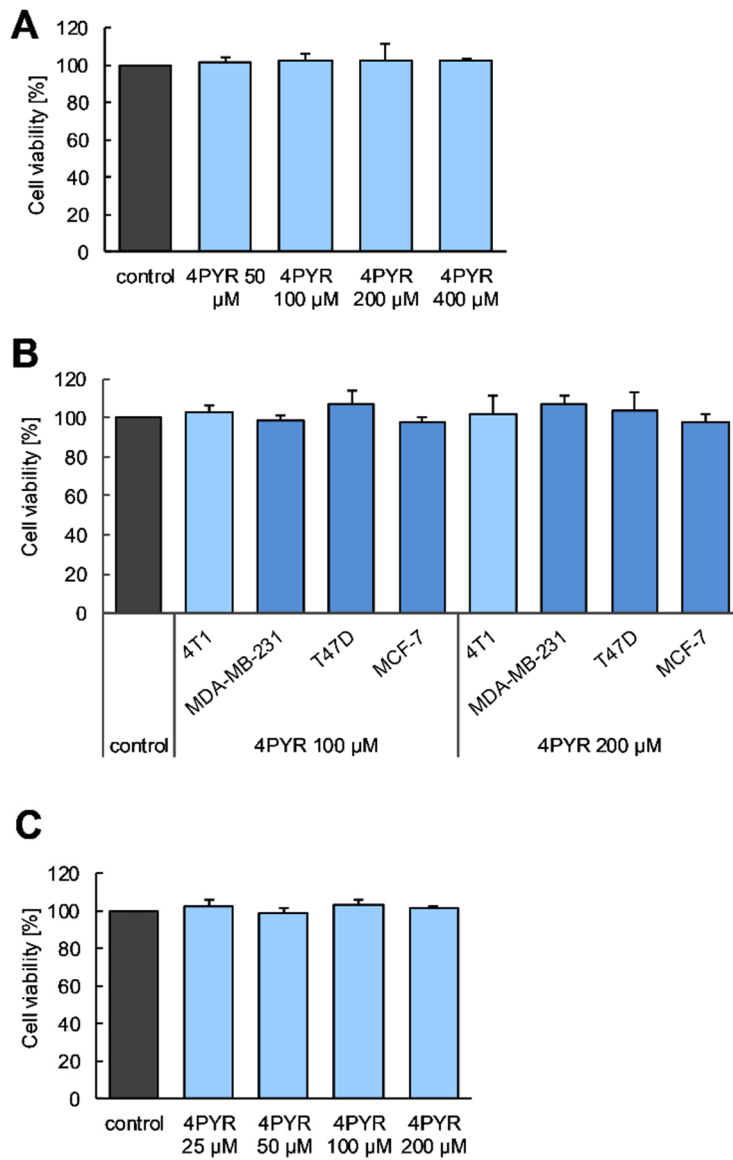 A
Cell viability [%]
120
100
80
60
40
20
0
control
4PYR 50
µM
4PYR
100 µM
4PYR
200 µM
4PYR
400 µM
B
Cell viability [%]
120
100
80
60
40
20
0
4T1
MDA-MB-231
T47D
MCF-7
4T1
MDA-MB-231
T47D
MCF-7
control
4PYR 100 µM
4PYR 200 µM
C
Cell viability [%]
120
100
80
60
40
20
0
control
4PYR
25 µM
4PYR
50 µM
4PYR
100 µM
4PYR
200 µM